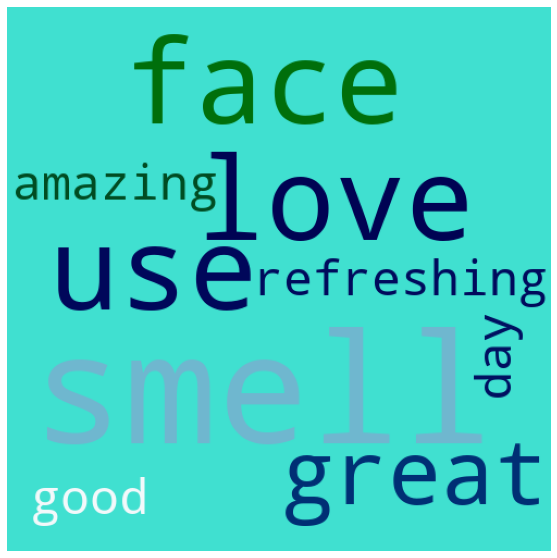 face
amazing
love
use
refreshing
day
smell
great
good